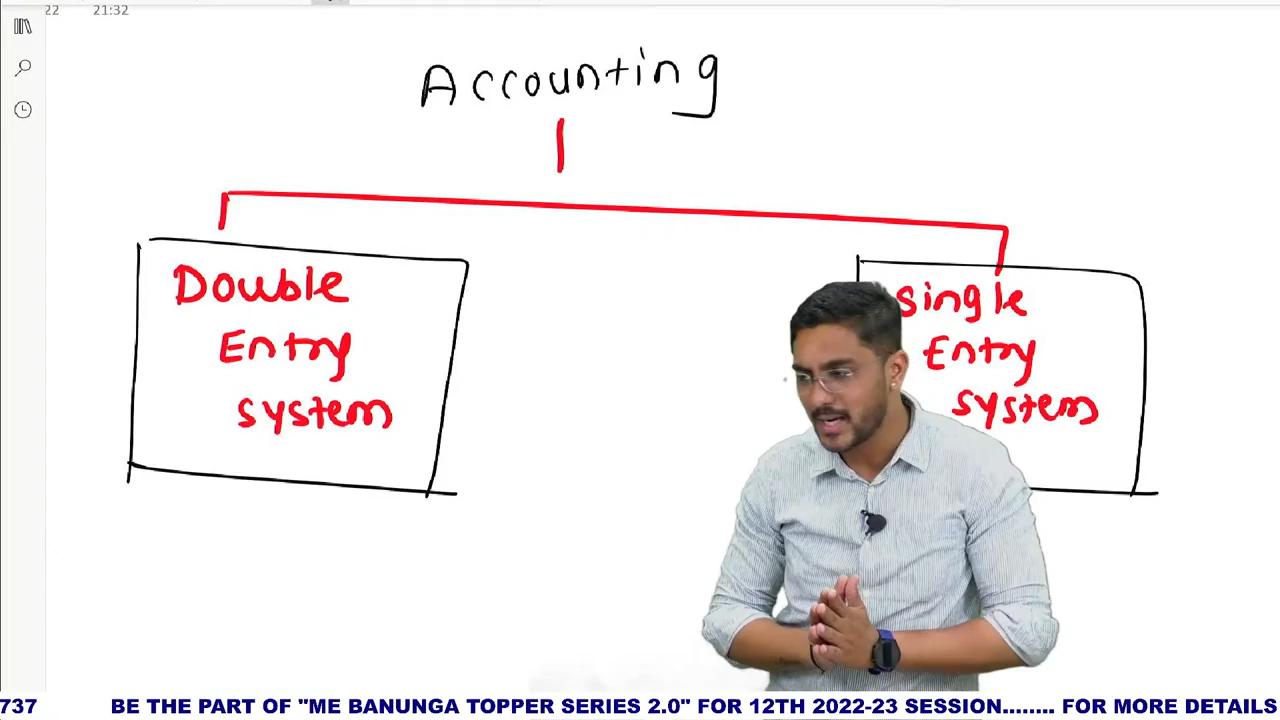 22 21:32
Accounting
Double
Entry
system
Single
Entry
system
737 BE THE PART OF "ME BANUNGA TOPPER SERIES 2.0" FOR 12TH 2022-23 SESSION........ FOR MORE DETAILS